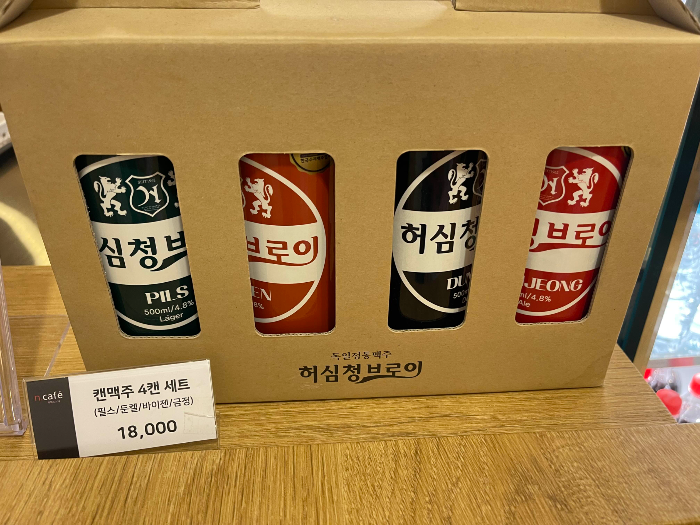 심청브
PILS
500ml/4.8%
Lager
브로이
EN
8%
허심청
DUN
500
브로이
JEONG
ml/4.8%
Ale
독일정통맥주
허심청브로이
n:café
캔맥주 4캔 세트
(필스/둔켈/바이젠/금정)
18,000